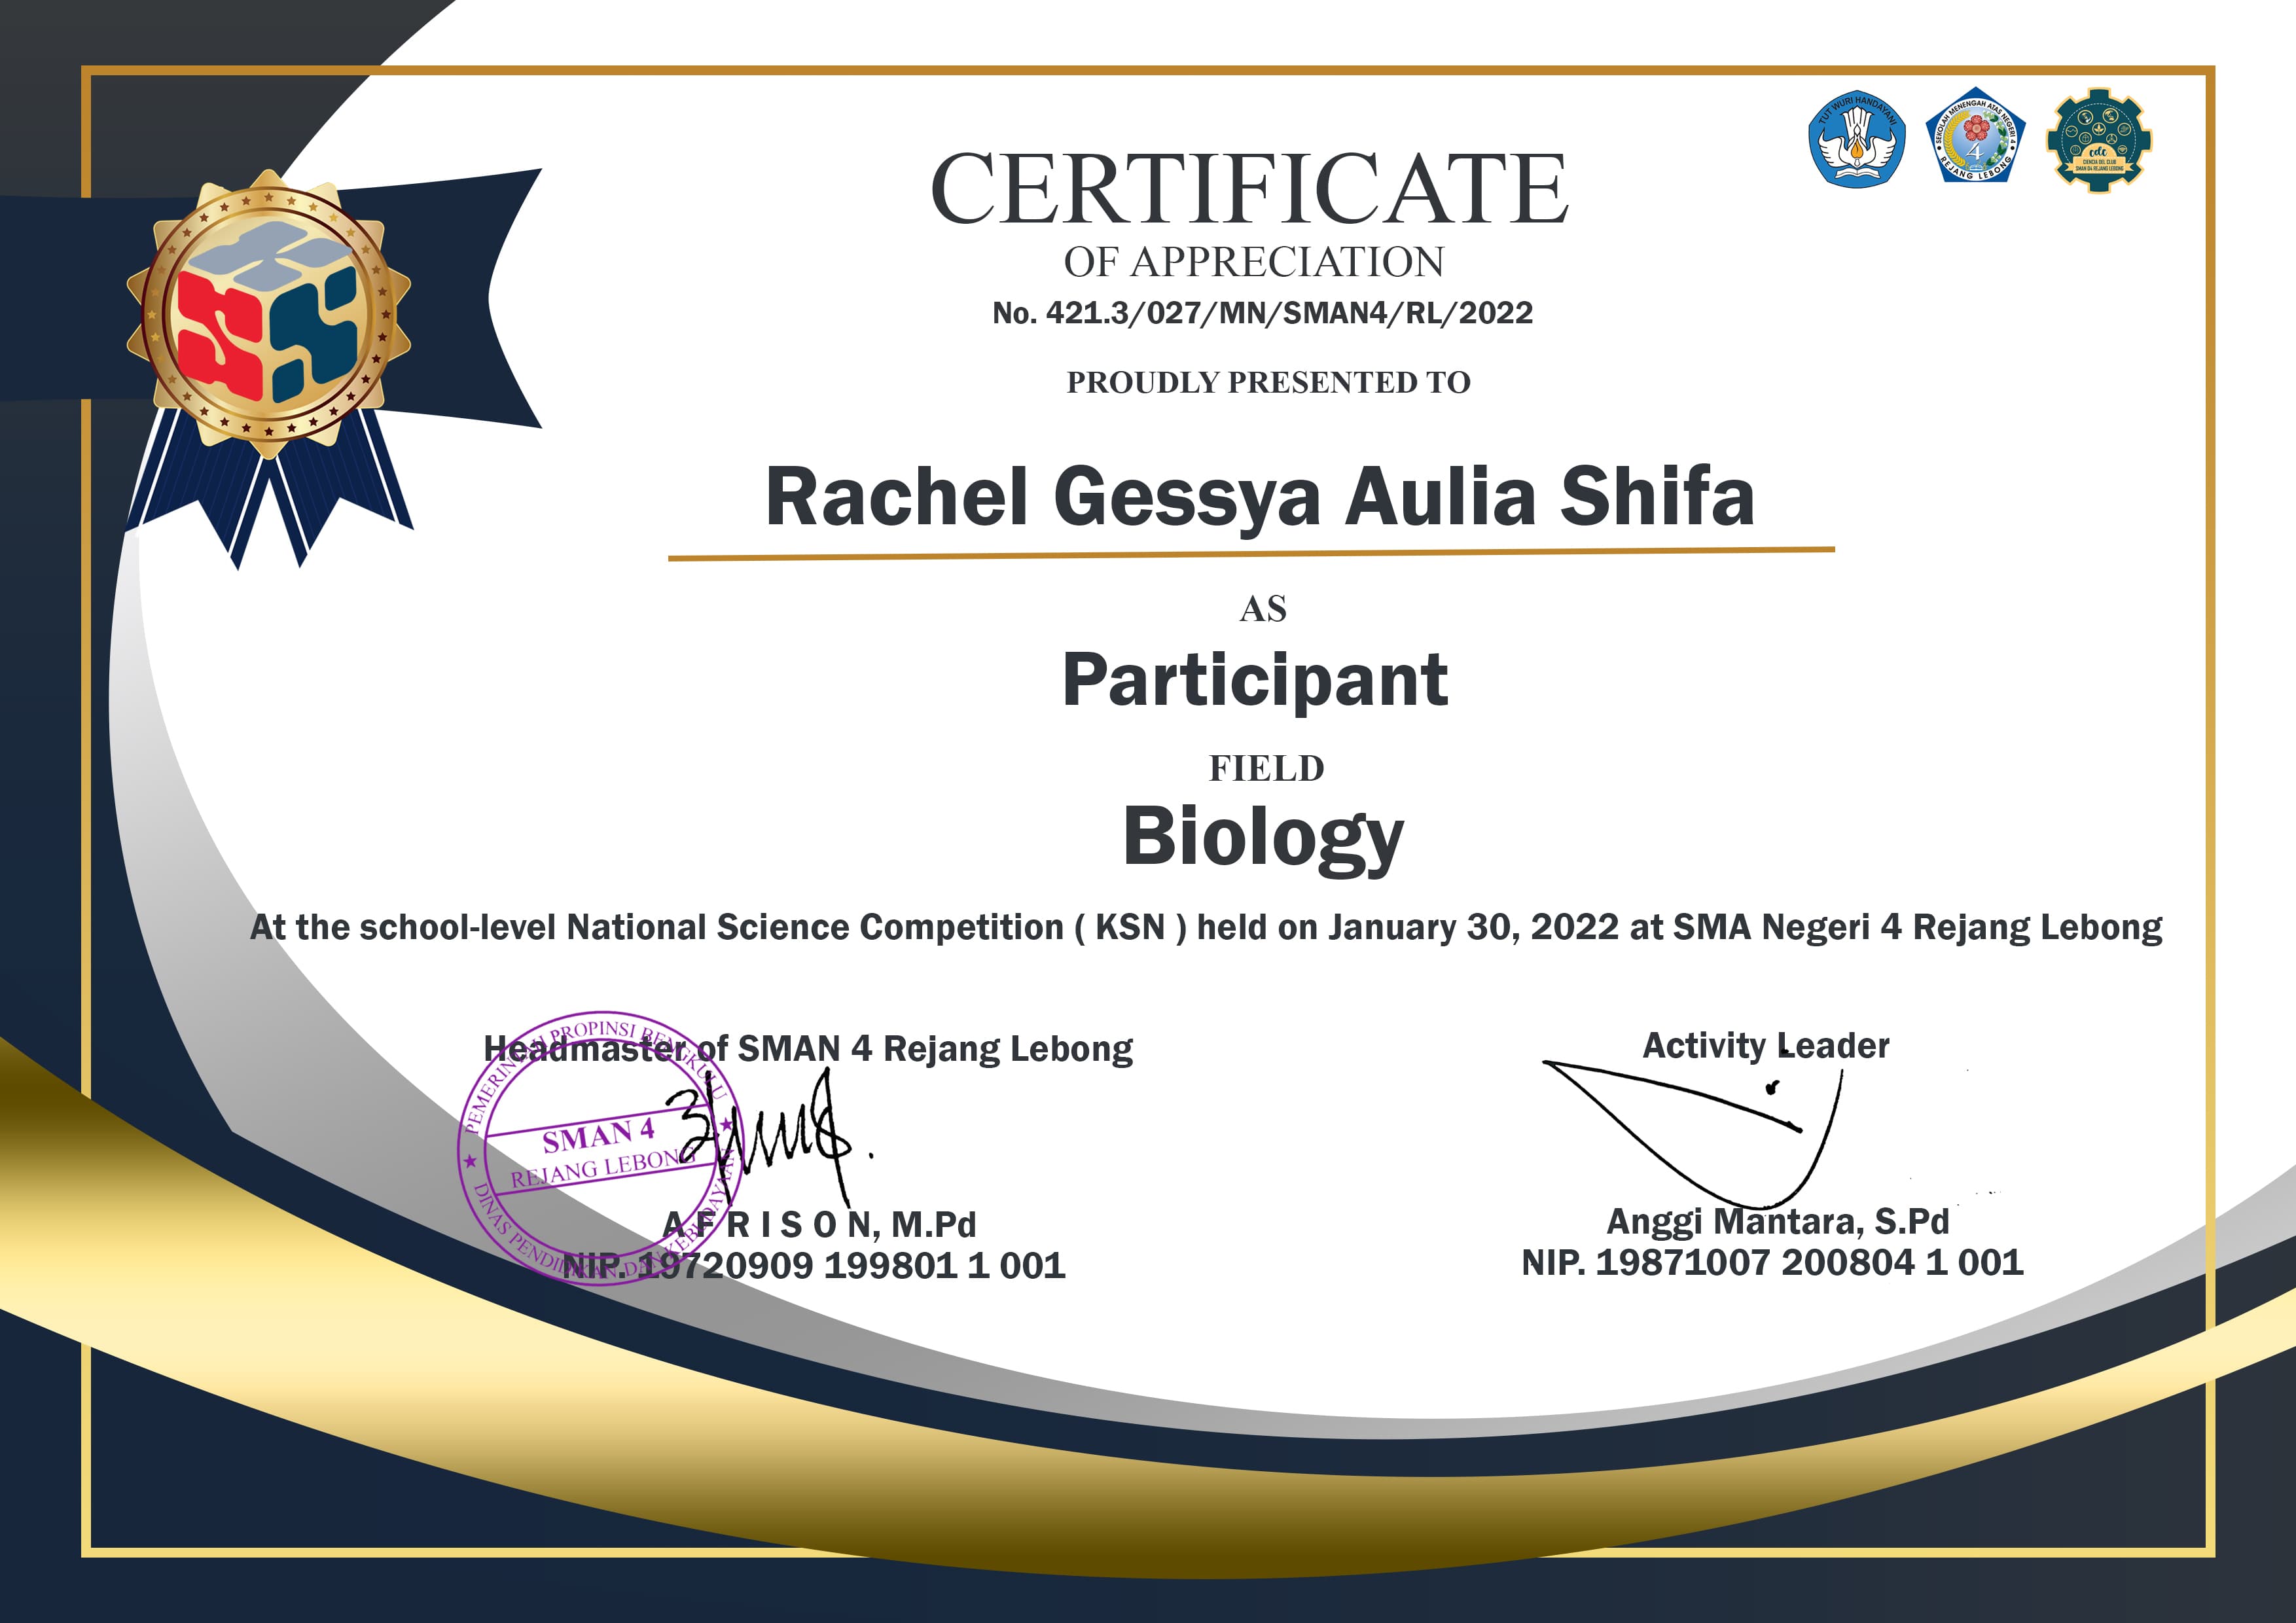 TUT WURI HANDAYANI
SEKOLAH MENENGAH ATAS NEGERI 4
4
REJANG LEBONG
cdc
CIENCIA DEL CLUB
SMAN 04 REJANG LEBONG
CERTIFICATE
OF APPRECIATION
No. 421.3/027/MN/SMAN4/RL/2022
PROUDLY PRESENTED TO
Rachel Gessya Aulia Shifa
AS
Participant
FIELD
Biology
At the school-level National Science Competition ( KSN ) held on January 30, 2022 at SMA Negeri 4 Rejang Lebong
Headmaster of SMAN 4 Rejang Lebong
PEMERINTAH PROPINSI BENGKULU
SMAN 4
REJANG LEBONG
DINAS PENDIDIKAN DAN KEBUDAYAAN
A F R I S O N, M.Pd
NIP. 19720909 199801 1 001
Activity Leader
Anggi Mantara, S.Pd
NIP. 19871007 200804 1 001